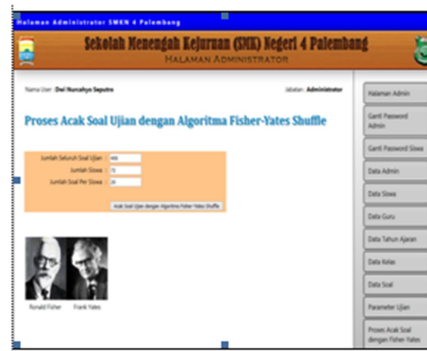 Halaman Administrator SMKN 4 Palembang
Sekolah Menengah Kejuruan (SMK) Negeri 4 Palembang
HALAMAN ADMINISTRATOR
Nama User: Dwi Nurcahyo Saputro
Jabatan: Administrator
Proses Acak Soal Ujian dengan Algoritma Fisher-Yates Shuffle
Jumlah Seluruh Soal Ujian :
Jumlah Siswa :
Jumlah Soal Per Siswa : 20
Acak Soal Ujian dengan Algoritma Fisher-Yates Shuffle
Ronald Fisher
Frank Yates
Halaman Admin
Ganti Password
Admin
Ganti Password Siswa
Data Admin
Data Siswa
Data Guru
Data Tahun Ajaran
Data Kelas
Data Soal
Parameter Ujian
Proses Acak Soal
dengan Fisher Yates